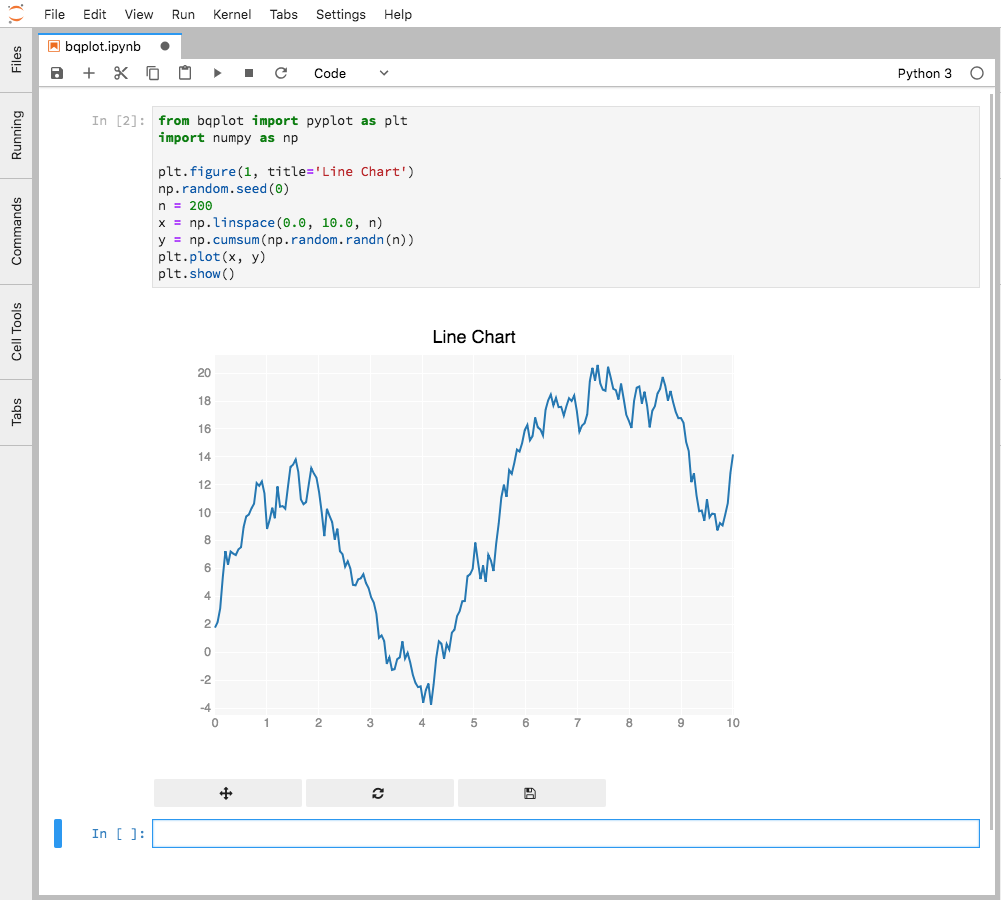 File Edit View Run Kernel Tabs Settings Help
Files
Running
Commands
Cell Tools
Tabs
bqplot.ipynb
Code
Python 3
In [2]:
from bqplot import pyplot as plt
import numpy as np
plt.figure(1, title='Line Chart')
np.random.seed(0)
n = 200
x = np.linspace(0.0, 10.0, n)
y = np.cumsum(np.random.randn(n))
plt.plot(x, y)
plt.show()
Line Chart
20
18
16
14
12
10
8
6
4
2
0
-2
-4
0 1 2 3 4 5 6 7 8 9 10
In [ ]: